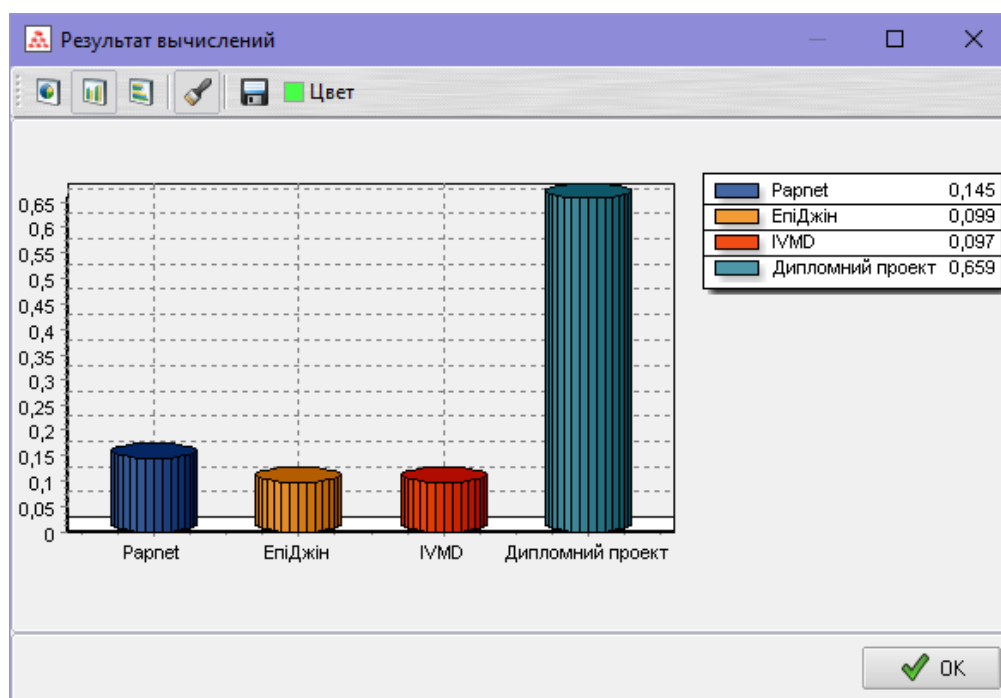 Результат вычислений
Цвет
0,65
0,6
0,55
0,5
0,45
0,4
0,35
0,3
0,25
0,2
0,15
0,1
0,05
0
Papnet
ЕпіДжін
IVMD
Дипломний проект
Papnet 0,145
ЕпіДжін 0,099
IVMD 0,097
Дипломний проект 0,659
OK